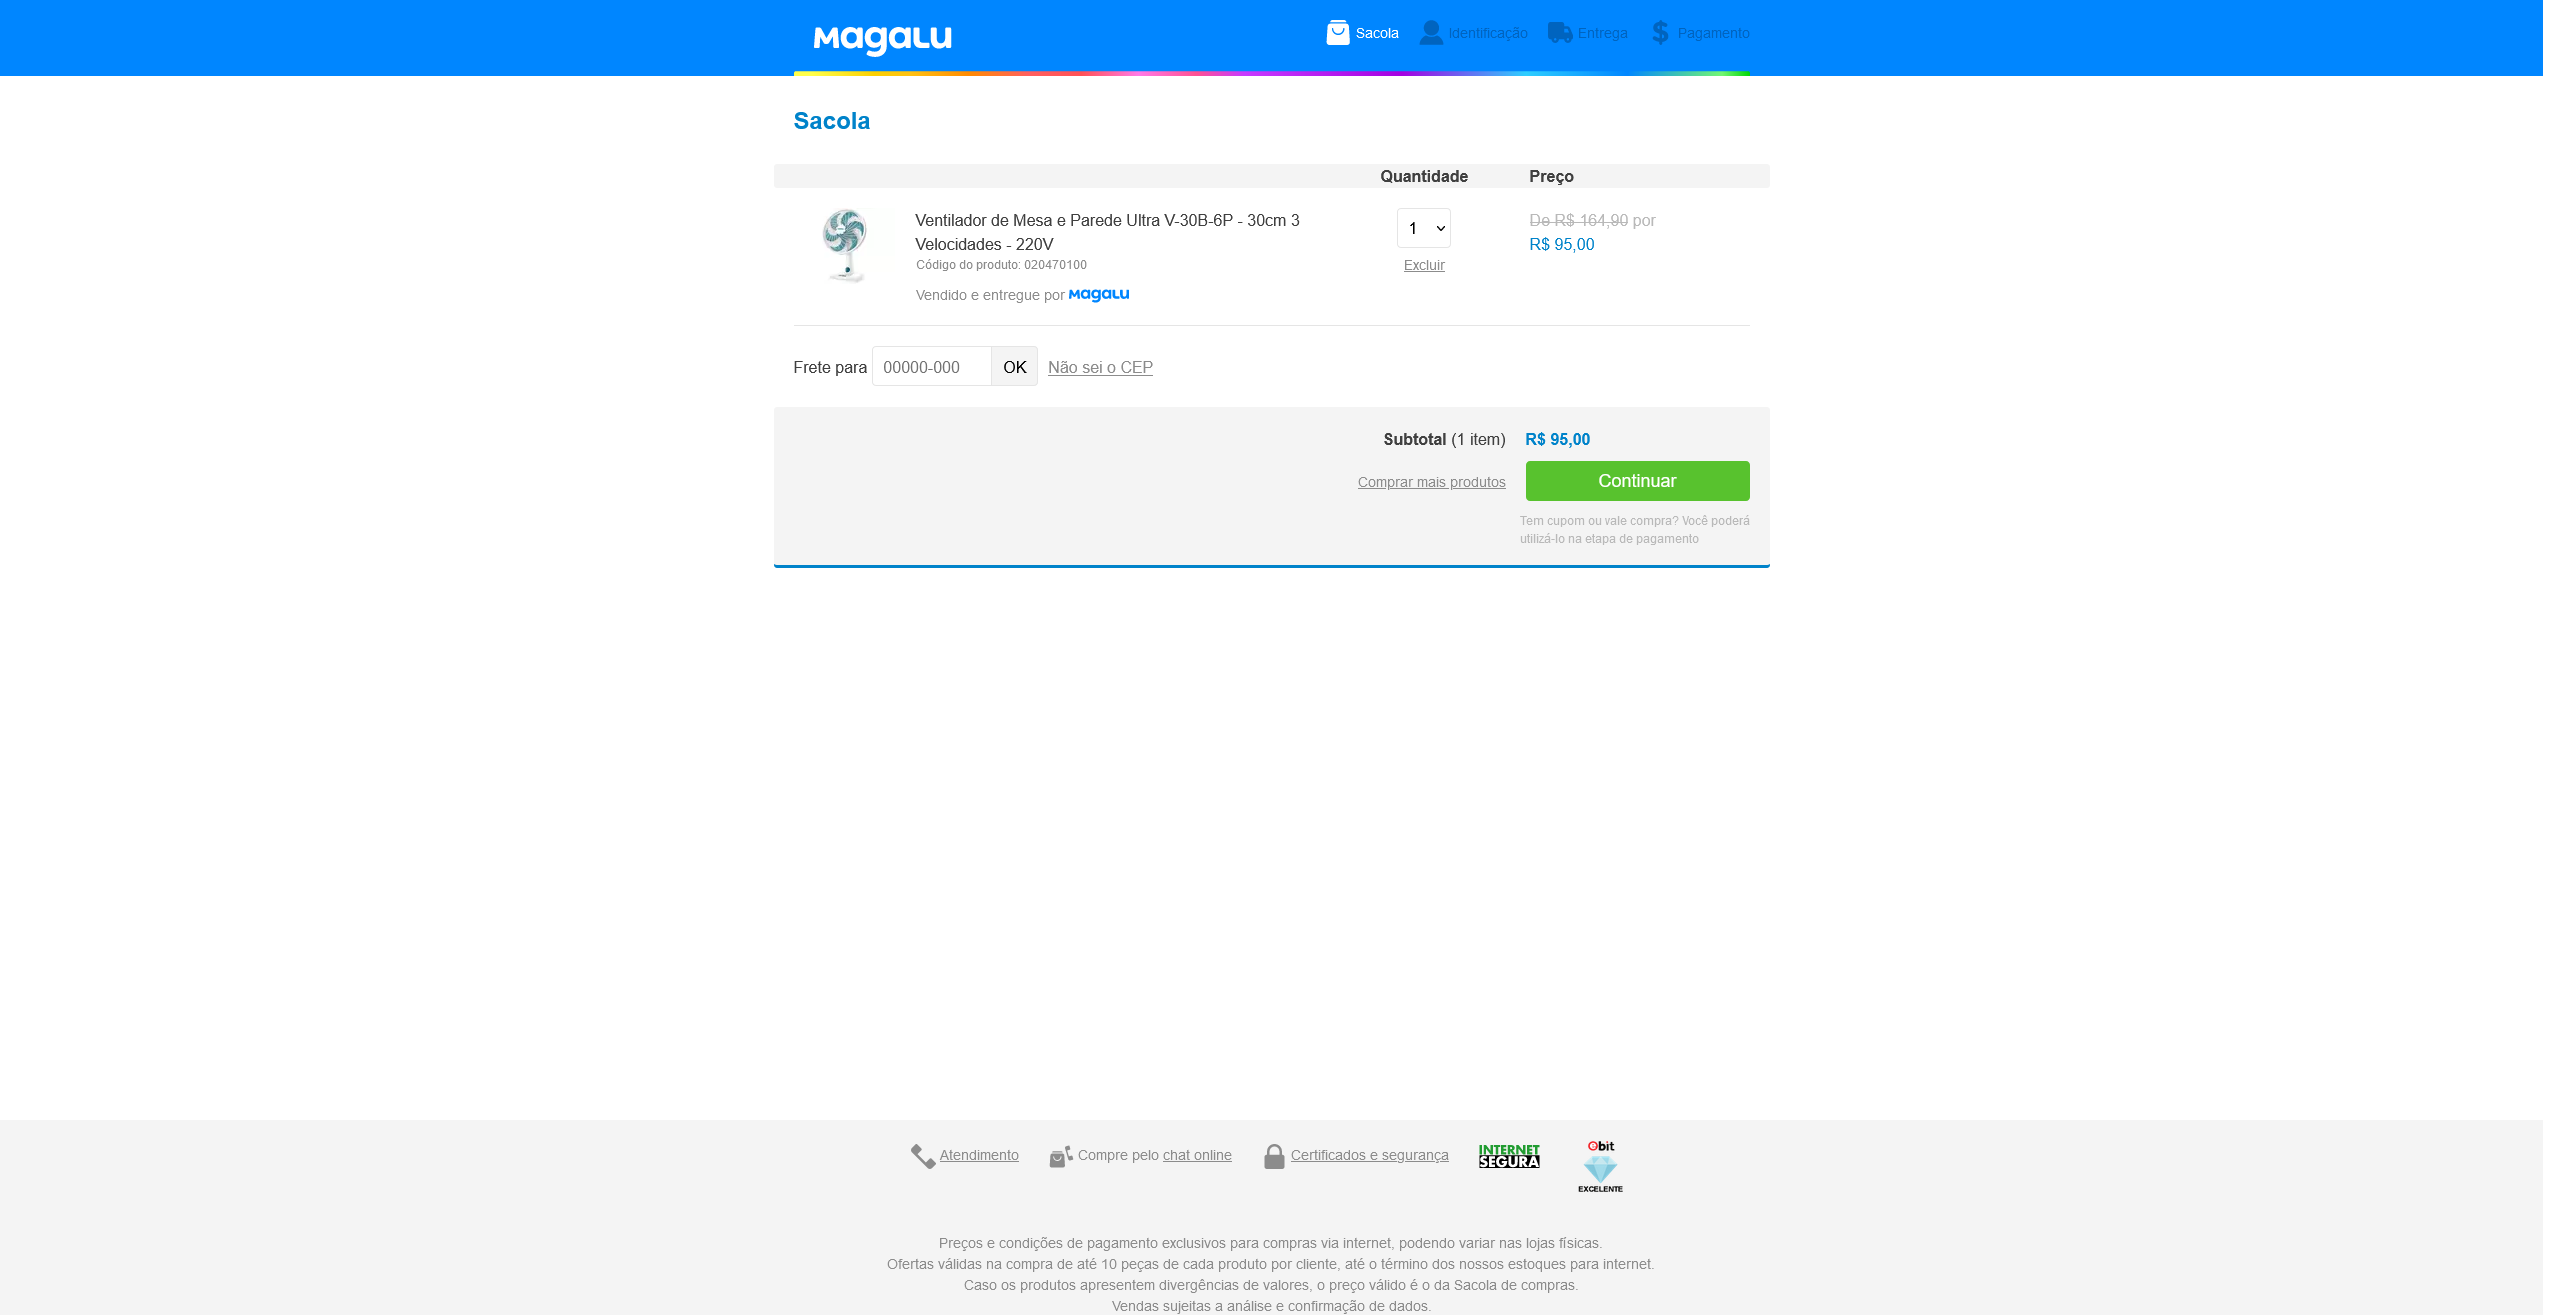 Magalu
Sacola Identificação Entrega Pagamento
Sacola
Quantidade Preço
Ventilador de Mesa e Parede Ultra V-30B-6P - 30cm 3
Velocidades - 220V
Código do produto: 020470100
Vendido e entregue por Magalu
1
Excluir
De R$ 164,90 por
R$ 95,00
Frete para 00000-000 OK Não sei o CEP
Subtotal (1 item) R$ 95,00
Comprar mais produtos Continuar
Tem cupom ou vale compra? Você poderá
utilizá-lo na etapa de pagamento
Atendimento Compre pelo chat online Certificados e segurança
INTERNET
SEGURA
ebit
EXCELENTE
Preços e condições de pagamento exclusivos para compras via internet, podendo variar nas lojas físicas.
Ofertas válidas na compra de até 10 peças de cada produto por cliente, até o término dos nossos estoques para internet.
Caso os produtos apresentem divergências de valores, o preço válido é o da Sacola de compras.
Vendas sujeitas a análise e confirmação de dados.